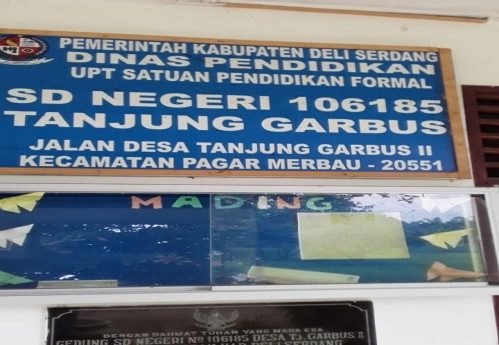 PEMERINTAH KABUPATEN DELI SERDANG
DINAS PENDIDIKAN
UPT SATUAN PENDIDIKAN FORMAL
SD NEGERI 106185
TANJUNG GARBUS
JALAN DESA TANJUNG GARBUS II
KECAMATAN PAGAR MERBAU - 20551
MADING
DENGAN RAHMAT TUHAN YANG MAHA ESA
GEDUNG SD NEGERI Nº 106185 DESA TJ.GARBUS II
DELI SERDANG